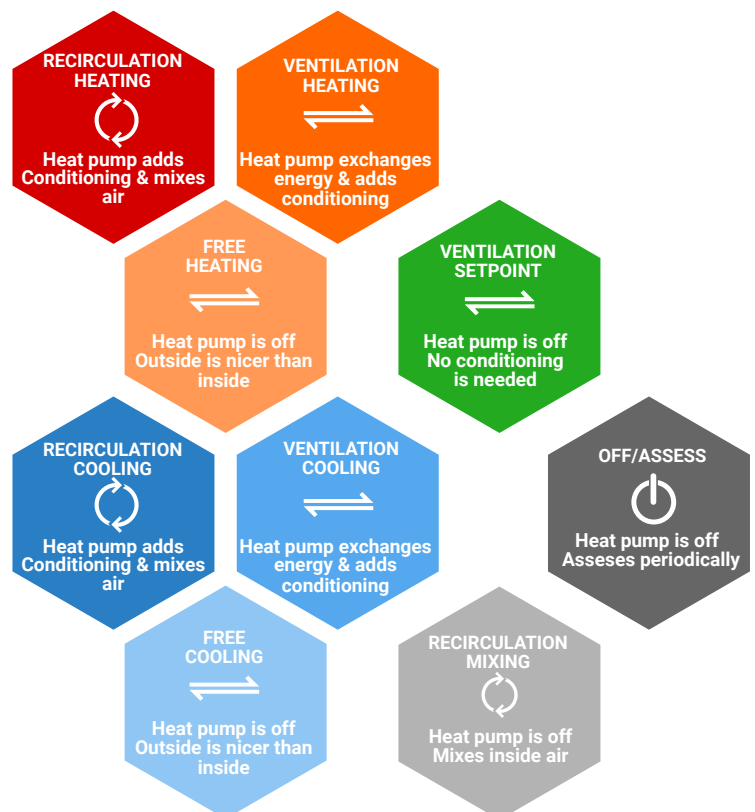 RECIRCULATION
HEATING
Heat pump adds
Conditioning & mixes
air
VENTILATION
HEATING
Heat pump exchanges
energy & adds
conditioning
FREE
HEATING
Heat pump is off
Outside is nicer than
inside
VENTILATION
SETPOINT
Heat pump is off
No conditioning
is needed
RECIRCULATION
COOLING
Heat pump adds
Conditioning & mixes
air
VENTILATION
COOLING
Heat pump exchanges
energy & adds
conditioning
OFF/ASSESS
Heat pump is off
Asseses periodically
FREE
COOLING
Heat pump is off
Outside is nicer than
inside
RECIRCULATION
MIXING
Heat pump is off
Mixes inside air